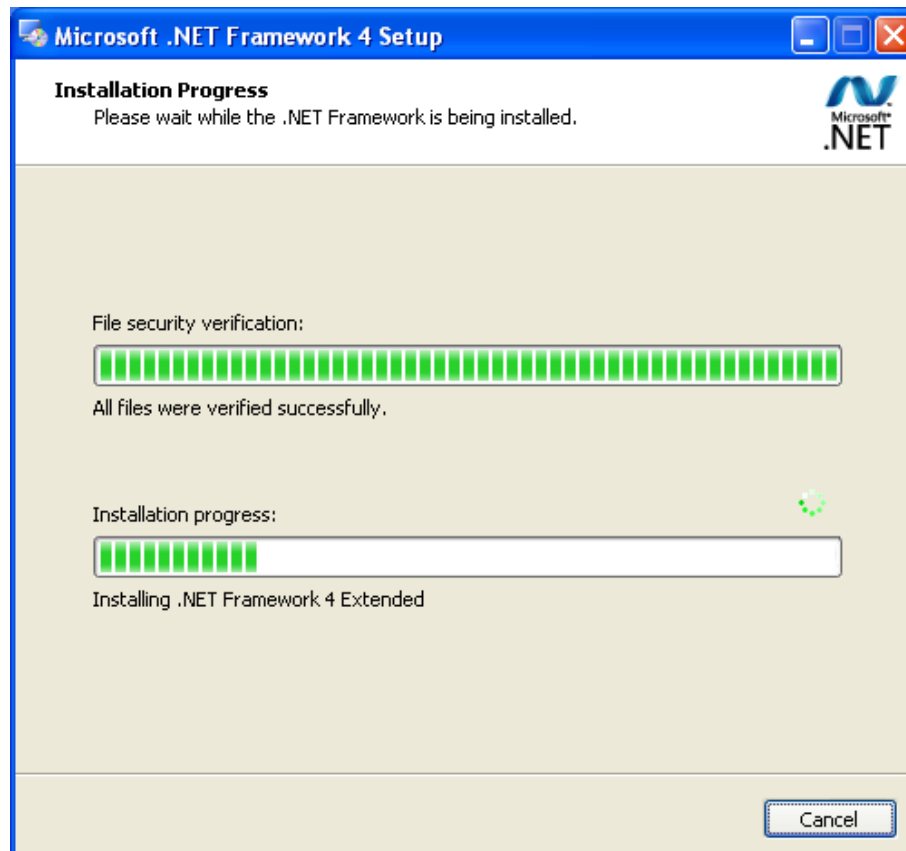 Microsoft .NET Framework 4 Setup
Installation Progress
Please wait while the .NET Framework is being installed.
Microsoft
.NET
File security verification:
All files were verified successfully.
Installation progress:
Installing .NET Framework 4 Extended
Cancel